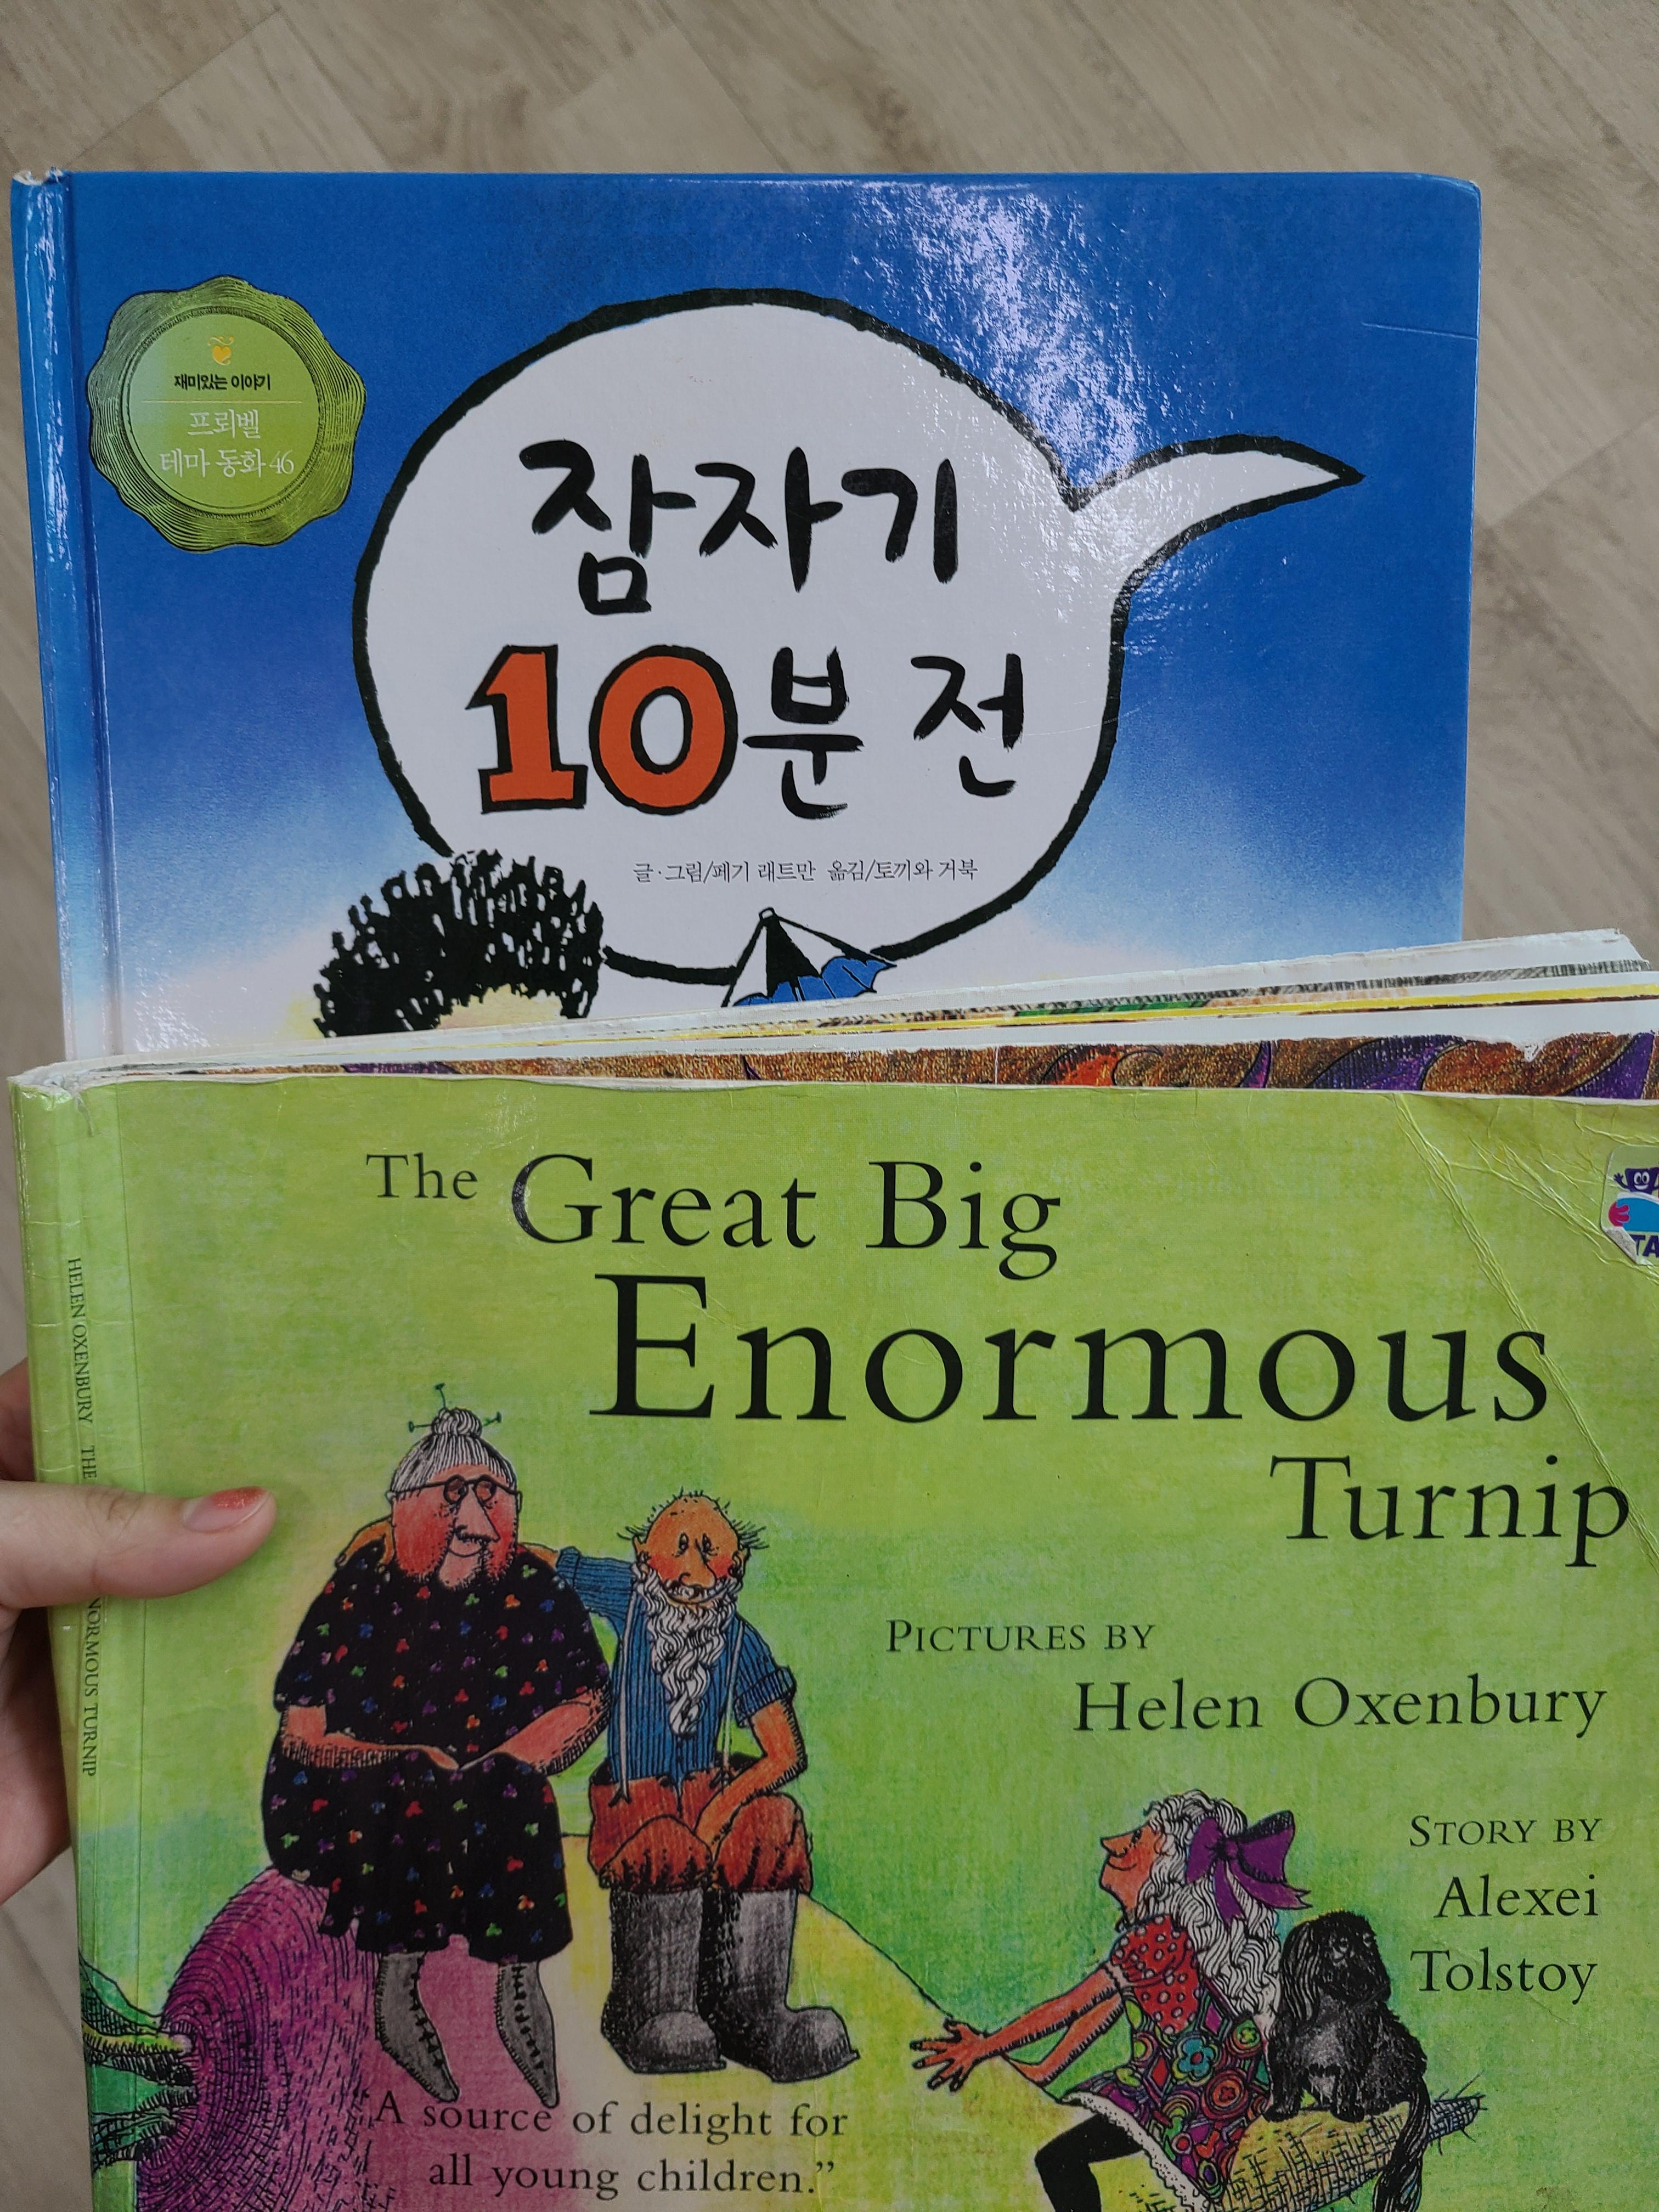 재미있는 이야기
프뢰벨
테마 동화 46
잠자기
10분 전
글·그림/페기 래트만 옮김/토끼와 거북
The Great Big
Enormous
Turnip
PICTURES BY
Helen Oxenbury
STORY BY
Alexei
Tolstoy
A source of delight for
all young children.”
HELEN OXENBURY THE NORMOUS TURNIP
TA